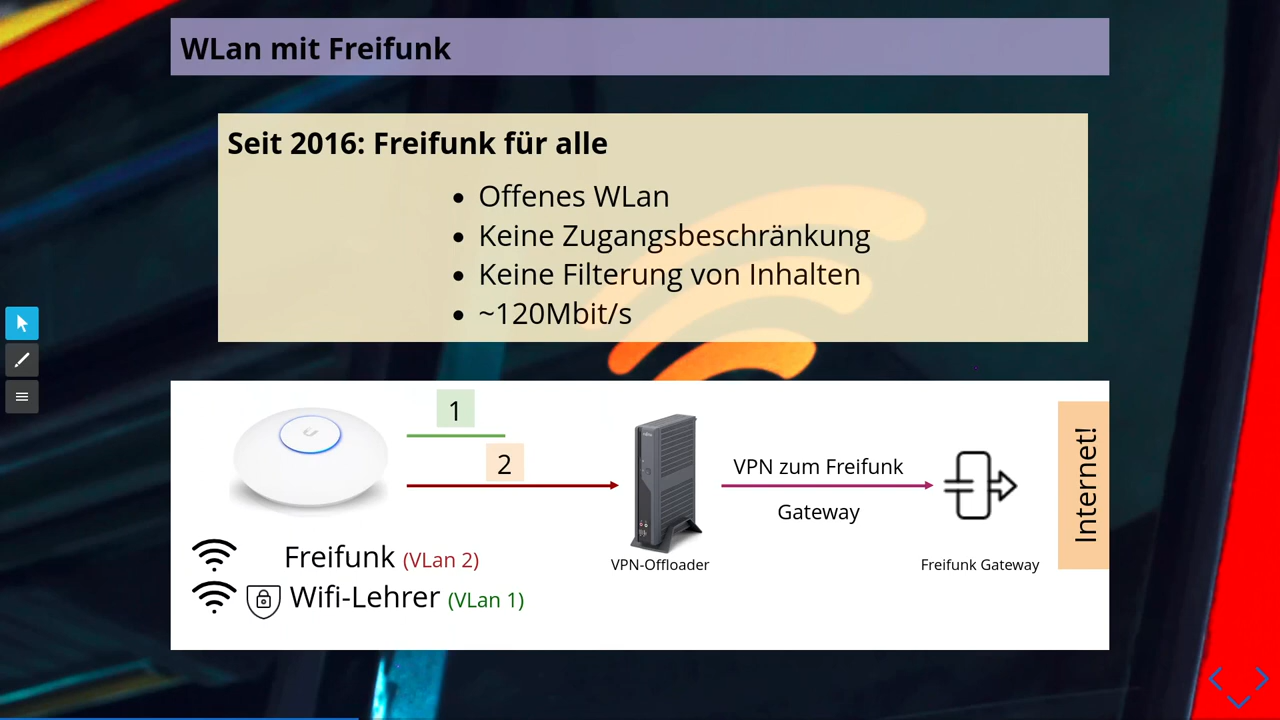 WLan mit Freifunk
Seit 2016: Freifunk für alle
Offenes WLan
Keine Zugangsbeschränkung
Keine Filterung von Inhalten
~120Mbit/s
1
2
VPN zum Freifunk
Gateway
Internet!
VPN-Offloader
Freifunk Gateway
Freifunk (VLan 2)
Wifi-Lehrer (VLan 1)